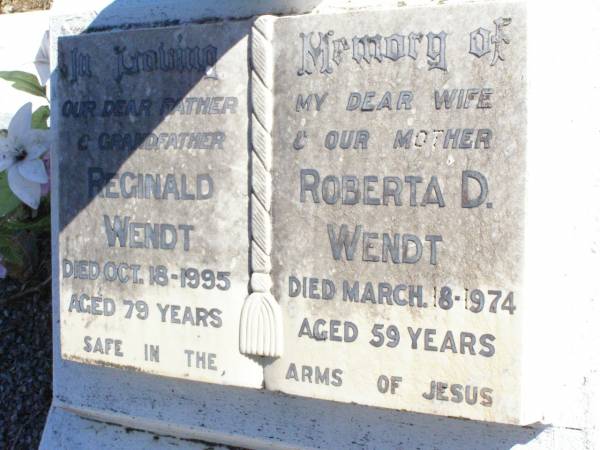 In Loving
OUR DEAR FATHER
& GRANDFATHER
REGINALD
WENDT
DIED OCT. 18-1995
AGED 79 YEARS
SAFE IN THE
Memory of
MY DEAR WIFE
& OUR MOTHER
ROBERTA D.
WENDT
DIED MARCH. 18-1974
AGED 59 YEARS
ARMS OF JESUS